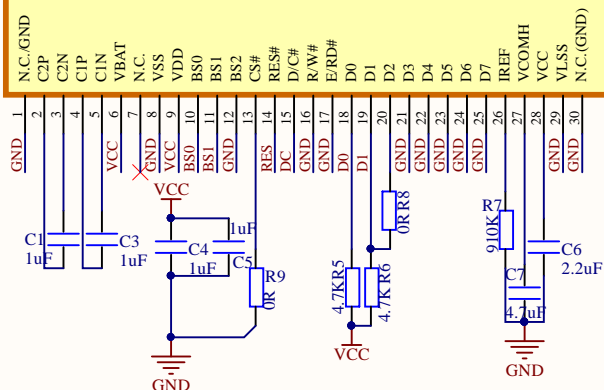 N.C./GND
C2P
C2N
C1P
C1N
VBAT
N.C.
VSS
VDD
BS0
BS1
BS2
CS#
RES#
D/C#
R/W#
E/RD#
D0
D1
D2
D3
D4
D5
D6
D7
IREF
VCOMH
VCC
VLSS
N.C.(GND)
1
2
3
4
5
6
7
8
9
10
11
12
13
14
15
16
17
18
19
20
21
22
23
24
25
26
27
28
29
30
GND
VCC
GND
VCC
BS0
BS1
GND
RES
DC
GND
GND
D0
D1
GND
GND
GND
GND
GND
GND
GND
VCC
C1
1uF
C3
1uF
C4
1uF
1uF
C5
R9
0R
GND
4.7K
R5
4.7K
R6
0R
R8
VCC
R7
910K
C7
4.7uF
C6
2.2uF
GND